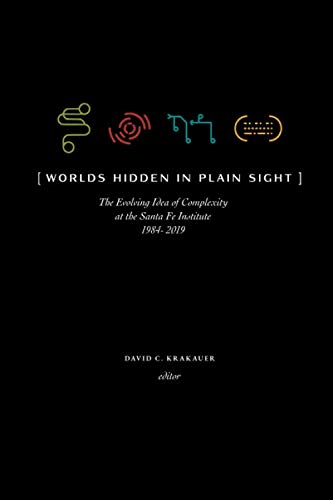 [ WORLDS HIDDEN IN PLAIN SIGHT ]
The Evolving Idea of Complexity
at the Santa Fe Institute
1984- 2019
DAVID C. KRAKAUER
editor